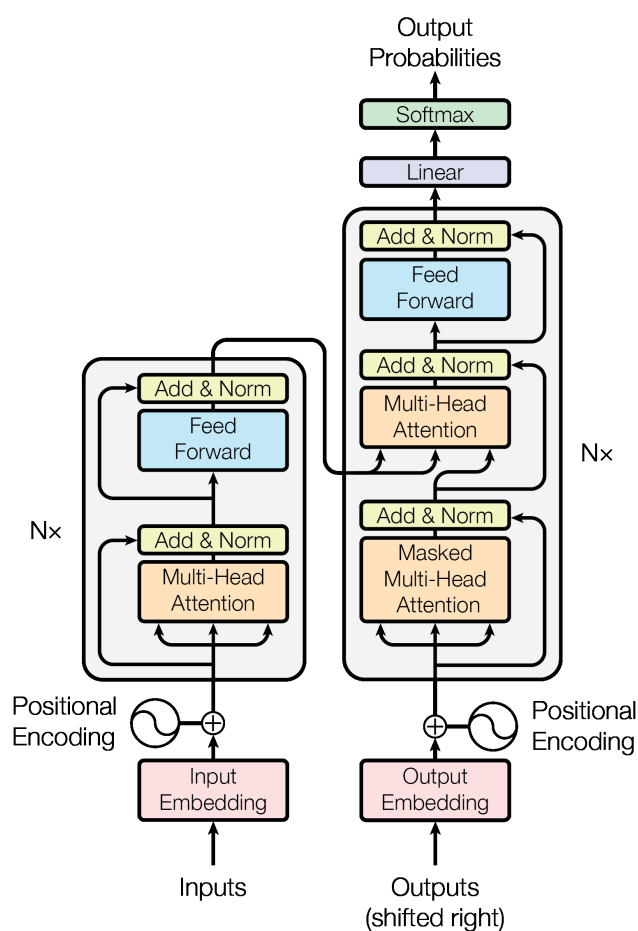 Output
Probabilities
Softmax
Linear
Add & Norm
Feed
Forward
Add & Norm
Multi-Head
Attention
Add & Norm
Masked
Multi-Head
Attention
Nx
Add & Norm
Feed
Forward
Add & Norm
Multi-Head
Attention
Nx
Positional
Encoding
Positional
Encoding
Input
Embedding
Output
Embedding
Inputs
Outputs
(shifted right)